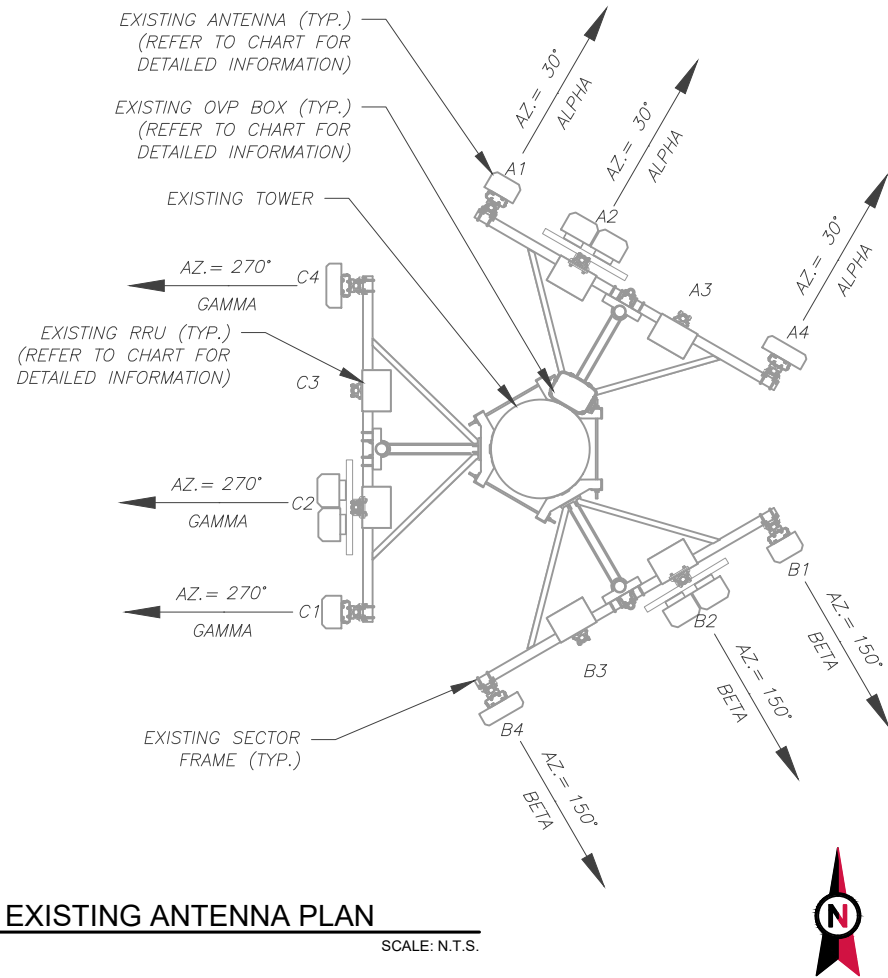 EXISTING ANTENNA (TYP.)
(REFER TO CHART FOR
DETAILED INFORMATION)
EXISTING OVP BOX (TYP.)
(REFER TO CHART FOR
DETAILED INFORMATION)
EXISTING TOWER
AZ.= 30°
ALPHA
A1
AZ.= 30°
ALPHA
A2
AZ.= 30°
ALPHA
A3
A4
AZ.= 270°
GAMMA
C4
EXISTING RRU (TYP.)
(REFER TO CHART FOR
DETAILED INFORMATION)
C3
AZ.= 270°
GAMMA
C2
AZ.= 270°
GAMMA
C1
B1
AZ.= 150°
BETA
B2
AZ.= 150°
BETA
B3
B4
AZ.= 150°
BETA
EXISTING SECTOR
FRAME (TYP.)
EXISTING ANTENNA PLAN
SCALE: N.T.S.
N